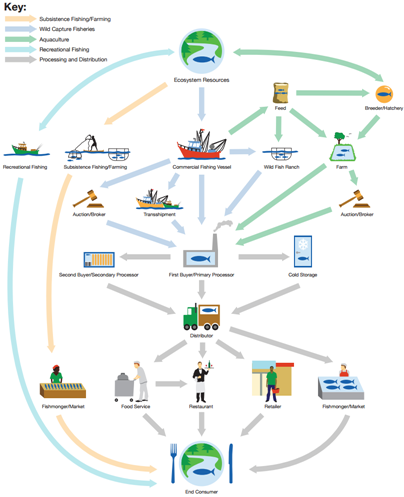 Key:
Subsistence Fishing/Farming
Wild Capture Fisheries
Aquaculture
Recreational Fishing
Processing and Distribution
Ecosystem Resources
Feed
Breeder/Hatchery
Recreational Fishing
Subsistence Fishing/Farming
Commercial Fishing Vessel
Wild Fish Ranch
Farm
Auction/Broker
Transshipment
Auction/Broker
Second Buyer/Secondary Processor
First Buyer/Primary Processor
Cold Storage
Distributor
Fishmonger/Market
Food Service
Restaurant
Retailer
Fishmonger/Market
End Consumer